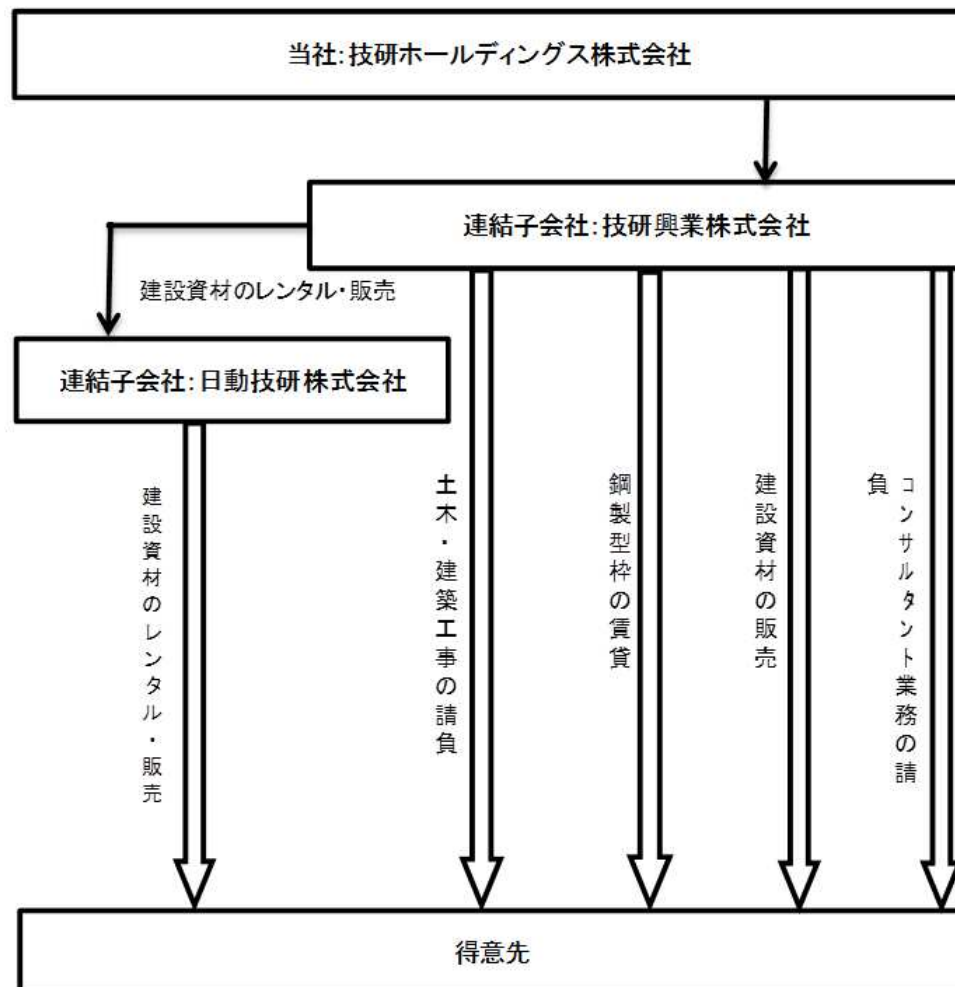 当社:技研ホールディングス株式会社
連結子会社:技研興業株式会社
建設資材のレンタル・販売
連結子会社:日動技研株式会社
建設資材のレンタル・販売
土木・建築工事の請負
鋼製型枠の賃貸
建設資材の販売
コンサルタント業務の請
負
得意先